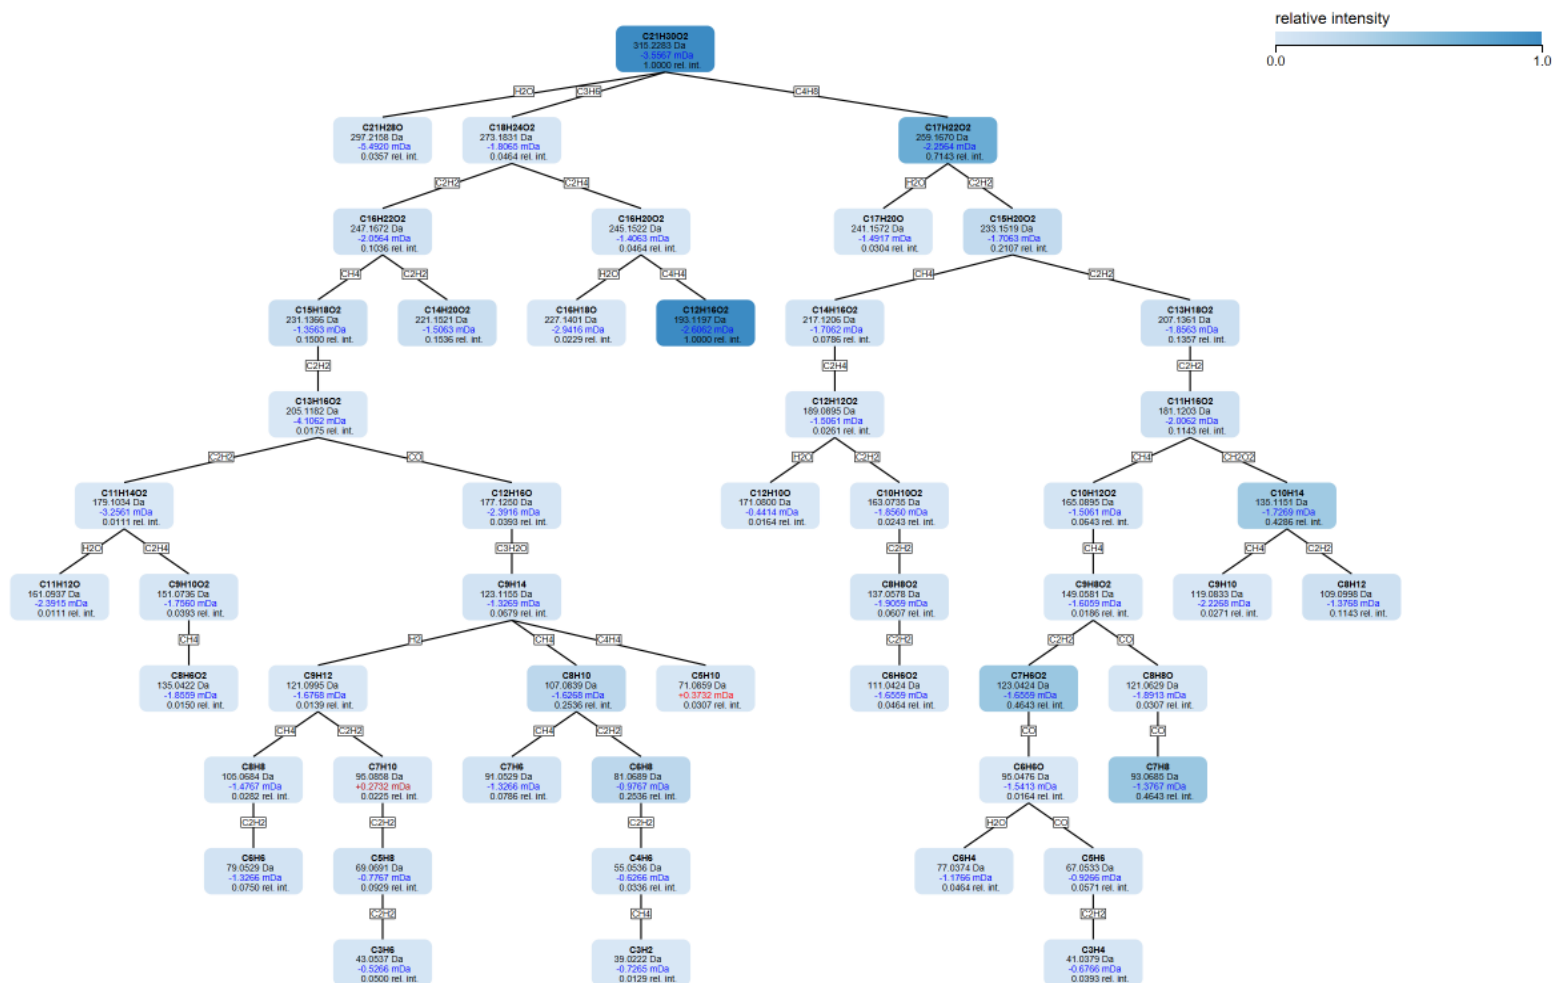 relative intensity
0.0 1.0
C21H30O2
315.2283 Da
-3.5567 mDa
1.0000 rel. int.
H2O C3H6 C4H8
C21H28O
297.2158 Da
-5.4920 mDa
0.0357 rel. int.
C18H24O2
273.1831 Da
-1.8065 mDa
0.0464 rel. int.
C17H22O2
259.1670 Da
-2.2564 mDa
0.7143 rel. int.
C2H2 C2H4 H2O C2H2
C16H22O2
247.1672 Da
-2.0564 mDa
0.1036 rel. int.
C16H20O2
245.1522 Da
-1.4063 mDa
0.0464 rel. int.
C17H20O
241.1572 Da
-1.4917 mDa
0.0304 rel. int.
C15H20O2
233.1519 Da
-1.7063 mDa
0.2107 rel. int.
CH4 C2H2 H2O C4H4 CH4 C2H2
C15H18O2
231.1366 Da
-1.3563 mDa
0.1500 rel. int.
C14H20O2
221.1521 Da
-1.5063 mDa
0.1536 rel. int.
C16H18O
227.1401 Da
-2.9416 mDa
0.0229 rel. int.
C12H16O2
193.1197 Da
-2.6062 mDa
1.0000 rel. int.
C14H16O2
217.1206 Da
-1.7062 mDa
0.0786 rel. int.
C13H18O2
207.1361 Da
-1.8563 mDa
0.1357 rel. int.
C2H2 C2H4 C2H2
C13H16O2
205.1182 Da
-4.1062 mDa
0.0175 rel. int.
C12H12O2
189.0895 Da
-1.5061 mDa
0.0261 rel. int.
C11H16O2
181.1203 Da
-2.0062 mDa
0.1143 rel. int.
C2H2 CO H2O C2H2 CH4 CH2O2
C11H14O2
179.1034 Da
-3.2561 mDa
0.0111 rel. int.
C12H16O
177.1250 Da
-2.3916 mDa
0.0393 rel. int.
C12H10O
171.0800 Da
-0.4414 mDa
0.0164 rel. int.
C10H10O2
163.0735 Da
-1.8560 mDa
0.0243 rel. int.
C10H12O2
165.0895 Da
-1.5061 mDa
0.0643 rel. int.
C10H14
135.1151 Da
-1.7269 mDa
0.4286 rel. int.
H2O C2H4 C3H2O C2H2 CH4 CH4 C2H2
C11H12O
161.0937 Da
-2.3915 mDa
0.0111 rel. int.
C9H10O2
151.0736 Da
-1.7560 mDa
0.0393 rel. int.
C9H14
123.1155 Da
-1.3269 mDa
0.0679 rel. int.
C8H8O2
137.0578 Da
-1.9059 mDa
0.0607 rel. int.
C9H8O2
149.0581 Da
-1.6059 mDa
0.0186 rel. int.
C9H10
119.0833 Da
-2.2268 mDa
0.0271 rel. int.
C8H12
109.0998 Da
-1.3768 mDa
0.1143 rel. int.
CH4 H2 CH4 C4H4 C2H2 C2H2 CO
C8H6O2
135.0422 Da
-1.8559 mDa
0.0150 rel. int.
C9H12
121.0995 Da
-1.6768 mDa
0.0139 rel. int.
C8H10
107.0839 Da
-1.6268 mDa
0.2536 rel. int.
C5H10
71.0859 Da
+0.3732 mDa
0.0307 rel. int.
C6H6O2
111.0424 Da
-1.6559 mDa
0.0464 rel. int.
C7H6O2
123.0424 Da
-1.6559 mDa
0.4643 rel. int.
C8H8O
121.0629 Da
-1.8913 mDa
0.0307 rel. int.
CH4 C2H2 CH4 C2H2 CO CO
C8H8
105.0684 Da
-1.4767 mDa
0.0282 rel. int.
C7H10
95.0858 Da
+0.2732 mDa
0.0225 rel. int.
C7H6
91.0529 Da
-1.3266 mDa
0.0786 rel. int.
C6H8
81.0689 Da
-0.9767 mDa
0.2536 rel. int.
C6H6O
95.0476 Da
-1.5413 mDa
0.0164 rel. int.
C7H8
93.0685 Da
-1.3767 mDa
0.4643 rel. int.
C2H2 C2H2 C2H2 H2O CO
C6H6
79.0529 Da
-1.3266 mDa
0.0750 rel. int.
C5H8
69.0691 Da
-0.7767 mDa
0.0929 rel. int.
C4H6
55.0536 Da
-0.6266 mDa
0.0336 rel. int.
C6H4
77.0374 Da
-1.1766 mDa
0.0464 rel. int.
C5H6
67.0533 Da
-0.9266 mDa
0.0571 rel. int.
C2H2 CH4 C2H2
C3H6
43.0537 Da
-0.5266 mDa
0.0500 rel. int.
C3H2
39.0222 Da
-0.7265 mDa
0.0129 rel. int.
C3H4
41.0379 Da
-0.6766 mDa
0.0393 rel. int.